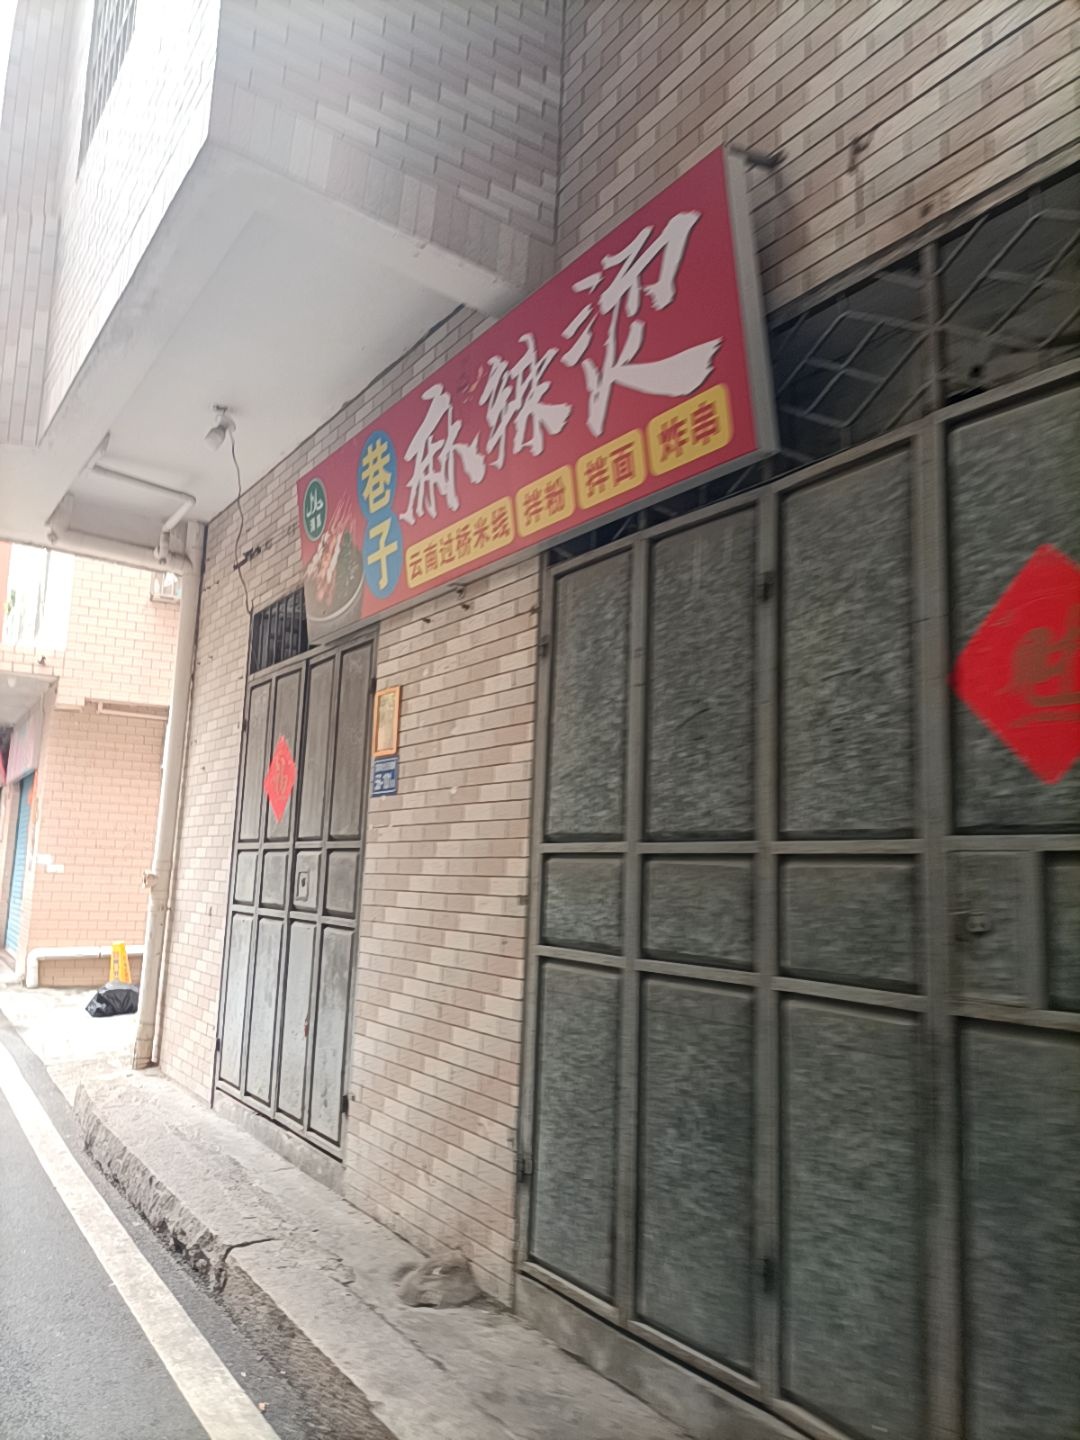 巷子
麻辣烫
云南过桥米线 拌粉 拌面 炸串